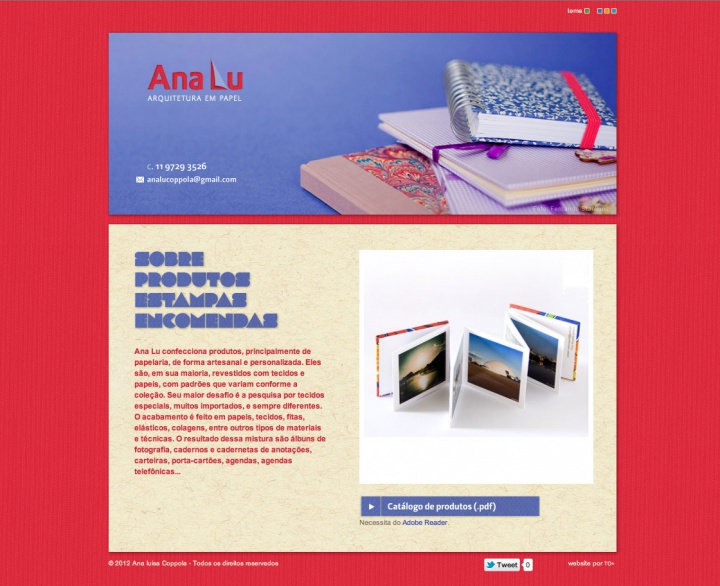 tema
Ana Lu
ARQUITETURA EM PAPEL
C. 11 9729 3526
analucoppola@gmail.com
SOBRE
PRODUTOS
ESTAMPAS
ENCOMENDAS
Ana Lu confecciona produtos, principalmente de
papelaria, de forma artesanal e personalizada. Eles
são, em sua maioria, revestidos com tecidos e
papéis, com padrões que variam conforme a
coleção. Seu maior desafio é a pesquisa por tecidos
especiais, muitos importados, e sempre diferentes.
O acabamento é feito em papéis, tecidos, fitas,
elásticos, colagens, entre outros tipos de materiais
e técnicas. O resultado dessa mistura são álbuns de
fotografia, cadernos e cadernetas de anotações,
carteiras, porta-cartões, agendas, agendas
telefônicas...
Catálogo de produtos (.pdf)
Necessita do Adobe Reader.
© 2012 Ana luisa Coppola - Todos os direitos reservados
Tweet 0
website por TO+